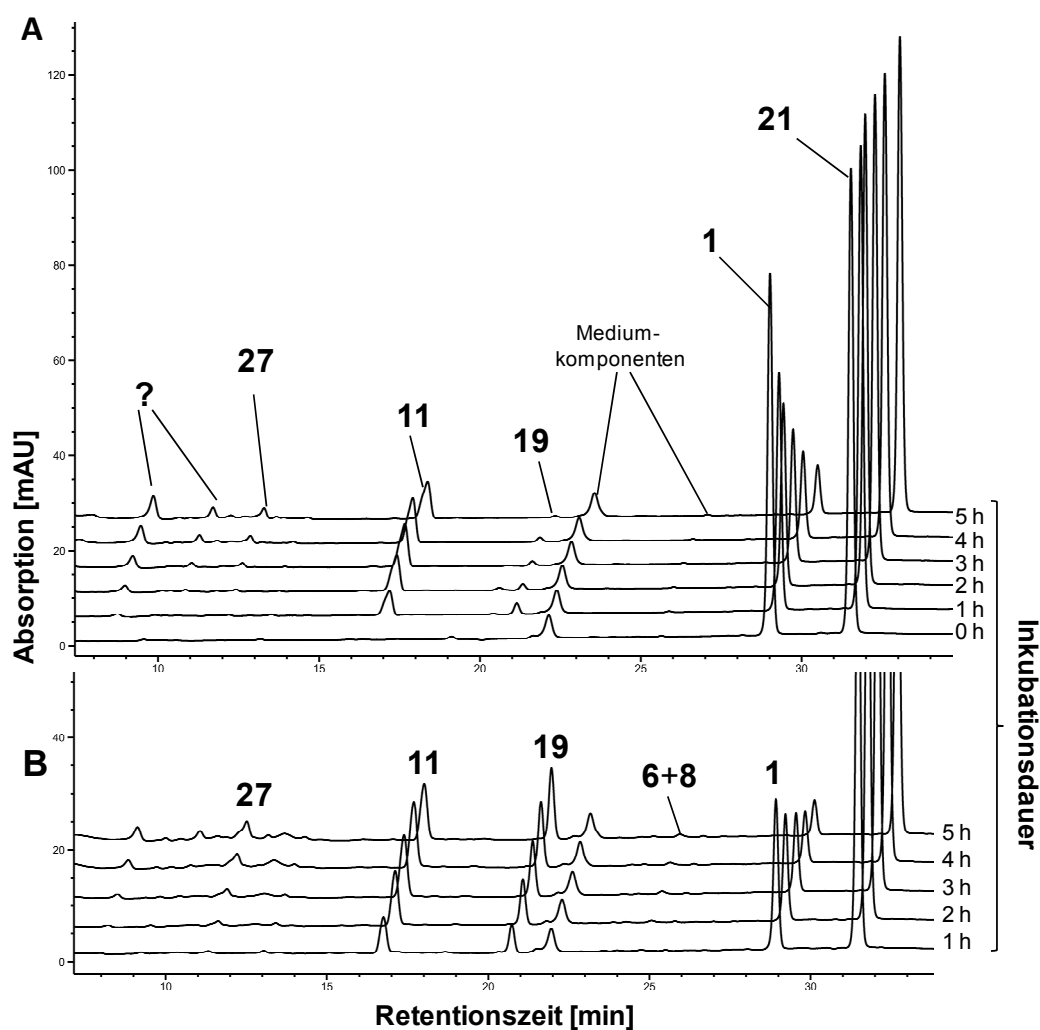 A
120
100
80
60
40
20
0
Absorption [mAU]
21
1
Medium-
komponenten
27
?
11
19
5 h
4 h
3 h
2 h
1 h
0 h
10
15
20
25
30
B
40
20
0
27
11
19
6+8
1
5 h
4 h
3 h
2 h
1 h
10
15
20
25
30
Retentionszeit [min]
Inkubationsdauer